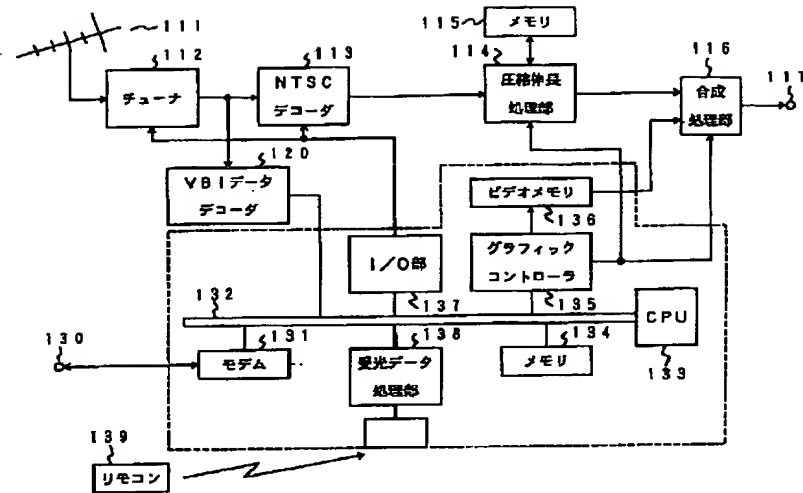 111
112
チューナ
113
NTSC
デコーダ
115
メモリ
114
圧縮伸長
処理部
116
合成
処理部
117
120
VBIデータ
デコーダ
ビデオメモリ
136
I/O部
137
グラフィック
コントローラ
135
132
CPU
133
130
131
モデム
138
受光データ
処理部
134
メモリ
139
リモコン